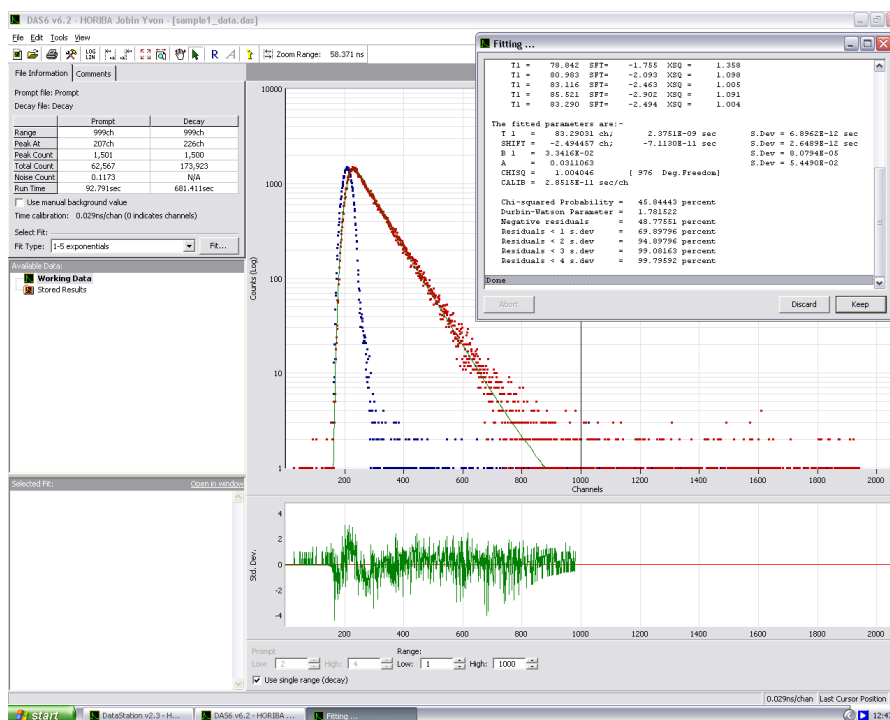 DAS6 v6.2 - HORIBA Jobin Yvon - [sample1_data.das]
File Edit Tools View
LOG
LIN
R A ? Zoom Range: 58.371 ns
File Information Comments
Prompt file: Prompt
Decay file: Decay
Prompt Decay
Range 999ch 999ch
Peak At 207ch 226ch
Peak Count 1,501 1,500
Total Count 62,567 173,923
Noise Count 0.1173 N/A
Run Time 92.791sec 681.411sec
Use manual background value
Time calibration: 0.029ns/chan (0 indicates channels)
Select Fit:
Fit Type: 1-5 exponentials Fit...
Available Data:
Working Data
Stored Results
Selected Fit: Open in window
10000
1000
100
10
1
Counts (Log)
200 400 600 800 1000 1200 1400 1600 1800 2000
Channels
Fitting ...
T1 = 78.842 SFT= -1.755 XSQ = 1.358
T1 = 80.983 SFT= -2.093 XSQ = 1.098
T1 = 83.116 SFT= -2.463 XSQ = 1.005
T1 = 85.521 SFT= -2.902 XSQ = 1.091
T1 = 83.290 SFT= -2.494 XSQ = 1.004
The fitted parameters are:-
T 1 = 83.29031 ch; 2.3751E-09 sec S.Dev = 6.8962E-12 sec
SHIFT = -2.494457 ch; -7.1130E-11 sec S.Dev = 2.6489E-12 sec
B 1 = 3.3416E-02 S.Dev = 8.0794E-05
A = 0.0311063 S.Dev = 5.4490E-02
CHISQ = 1.004046 [ 976 Deg.Freedom]
CALIB = 2.8515E-11 sec/ch
Chi-squared Probability = 45.84443 percent
Durbin-Watson Parameter = 1.781522
Negative residuals = 48.77551 percent
Residuals < 1 s.dev = 69.89796 percent
Residuals < 2 s.dev = 94.89796 percent
Residuals < 3 s.dev = 99.08163 percent
Residuals < 4 s.dev = 99.79592 percent
Done
Abort Discard Keep
4
2
0
-2
-4
Std. Dev.
200 400 600 800 1000 1200 1400 1600 1800 2000
Prompt Range:
Low: 2 High: 4 Low: 1 High: 1000
Use single range (decay)
0.029ns/chan Last Cursor Position
start DataStation v2.3 - H... DAS6 v6.2 - HORIBA ... Fitting ...